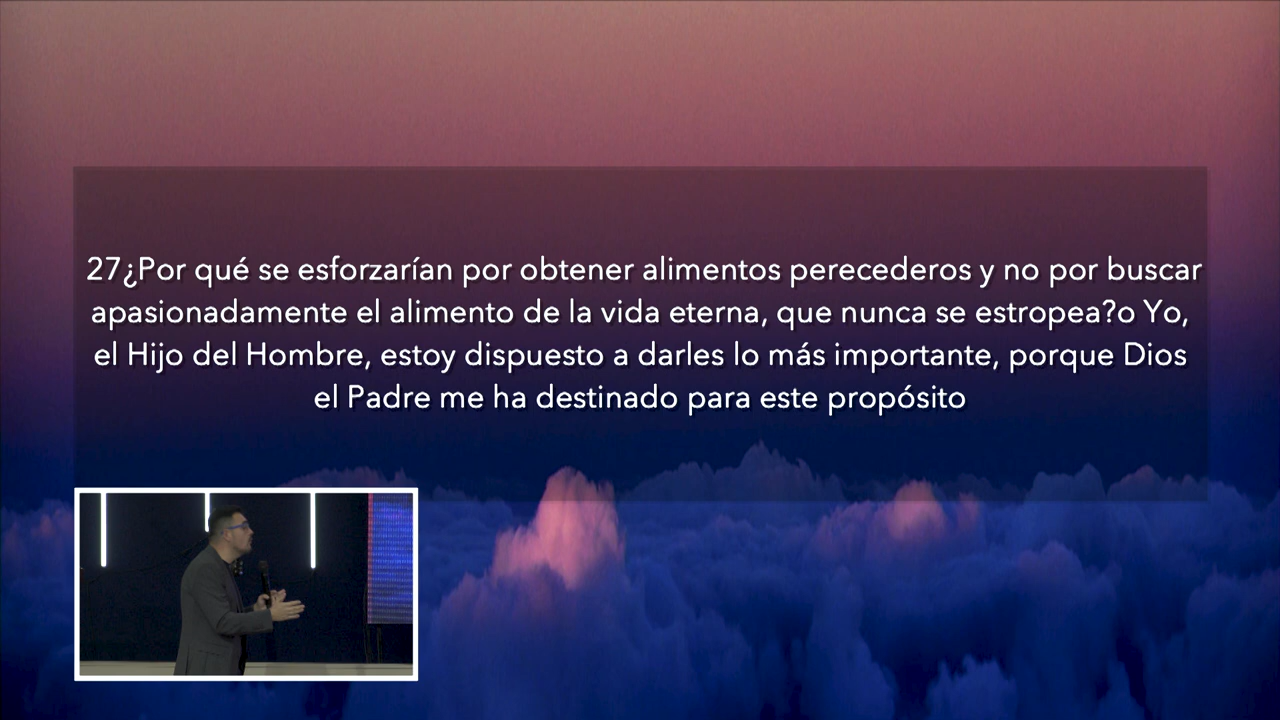 27¿Por qué se esforzarían por obtener alimentos perecederos y no por buscar
apasionadamente el alimento de la vida eterna, que nunca se estropea?o Yo,
el Hijo del Hombre, estoy dispuesto a darles lo más importante, porque Dios
el Padre me ha destinado para este propósito